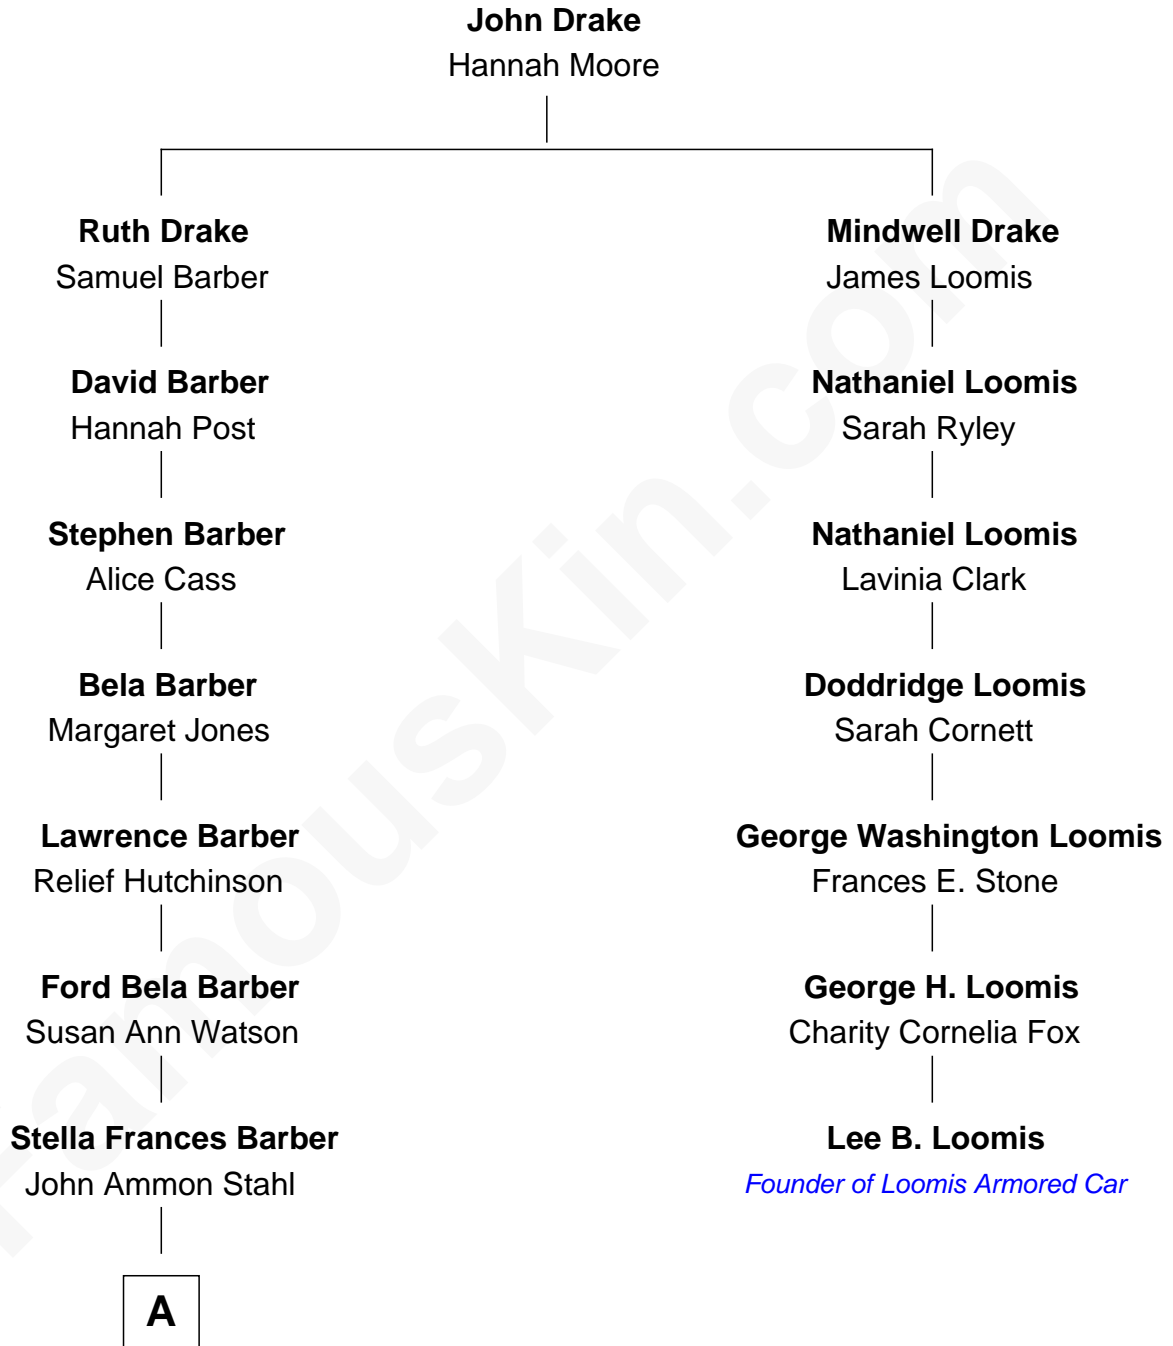 John Drake
Hannah Moore
Ruth Drake
Samuel Barber
Mindwell Drake
James Loomis
David Barber
Hannah Post
Nathaniel Loomis
Sarah Ryley
Stephen Barber
Alice Cass
Nathaniel Loomis
Lavinia Clark
Bela Barber
Margaret Jones
Doddridge Loomis
Sarah Cornett
Lawrence Barber
Relief Hutchinson
George Washington Loomis
Frances E. Stone
Ford Bela Barber
Susan Ann Watson
George H. Loomis
Charity Cornelia Fox
Stella Frances Barber
John Ammon Stahl
Lee B. Loomis
Founder of Loomis Armored Car
A
FamousKin.com